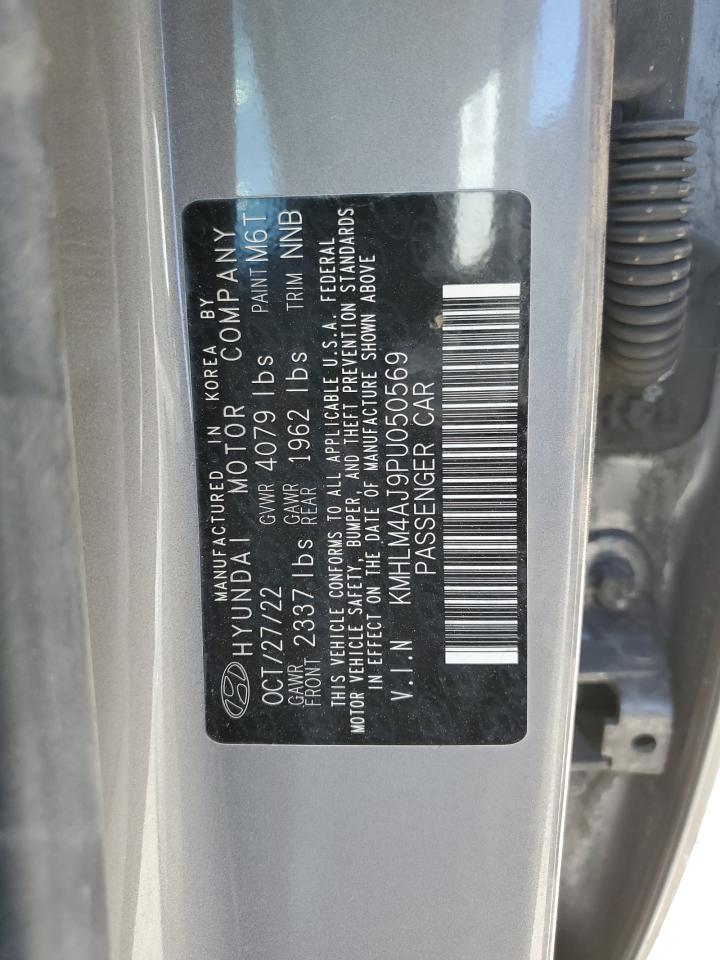 MANUFACTURED IN KOREA BY
HYUNDAI MOTOR COMPANY
OCT/27/22 GVWR 4079 lbs PAINT M6T
GAWR FRONT 2337 lbs GAWR REAR 1962 lbs TRIM NNB
THIS VEHICLE CONFORMS TO ALL APPLICABLE U.S.A. FEDERAL
MOTOR VEHICLE SAFETY, BUMPER, AND THEFT PREVENTION STANDARDS
IN EFFECT ON THE DATE OF MANUFACTURE SHOWN ABOVE
V.I.N KMHLM4AJ9PU050569
PASSENGER CAR